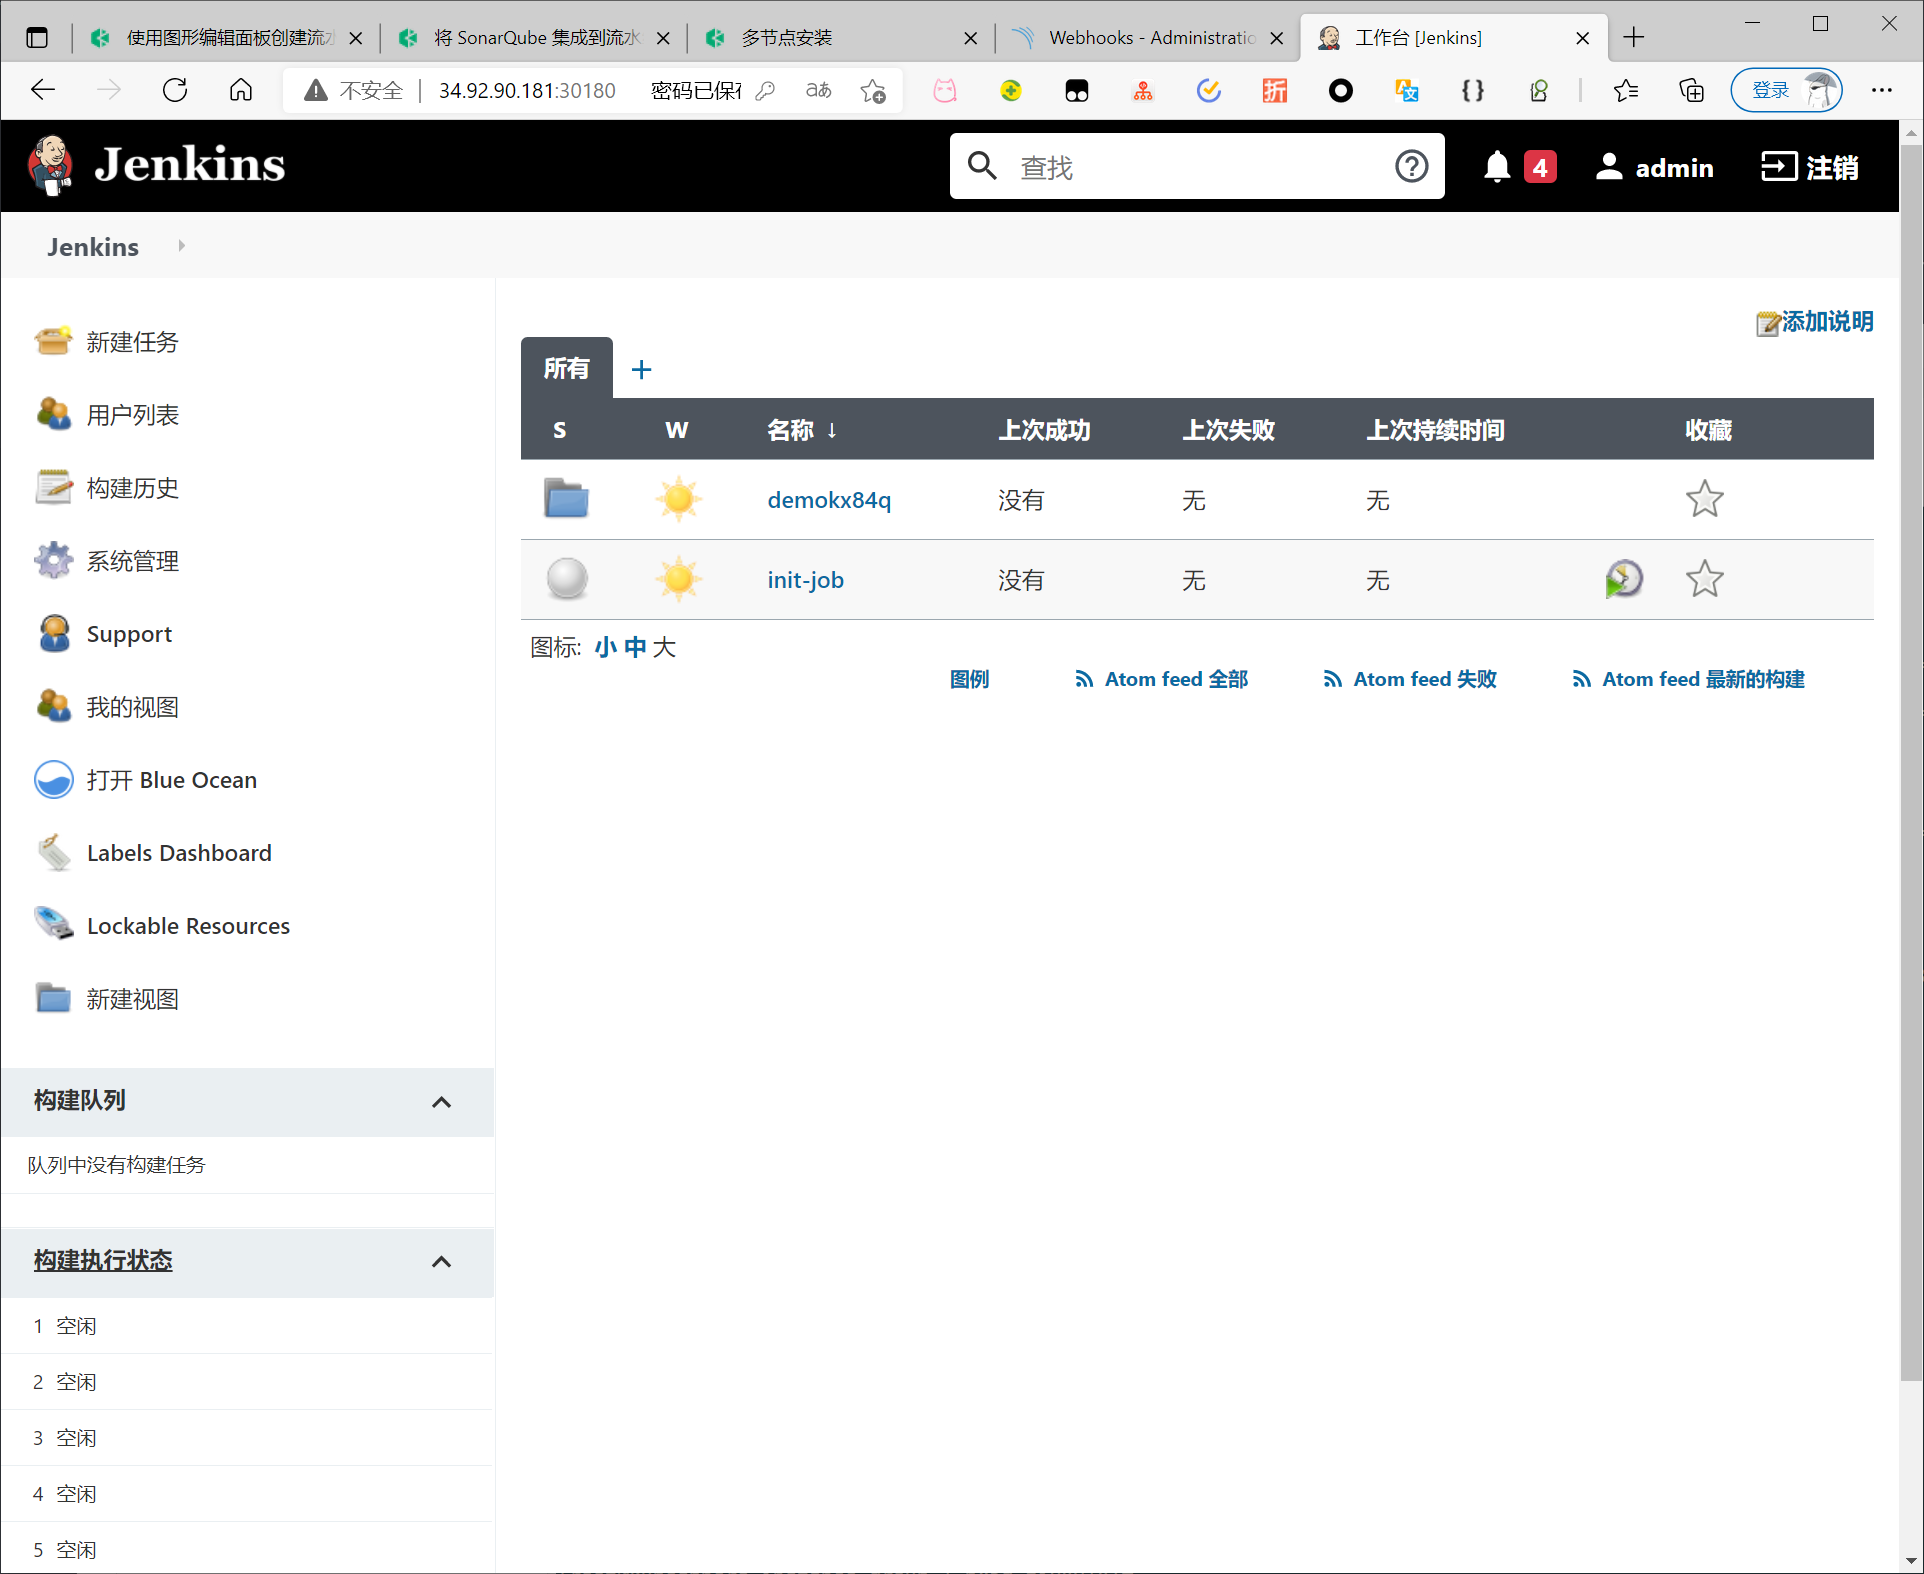 使用图形编辑面板创建流水
将 SonarQube 集成到流水
多节点安装
Webhooks - Administratio
工作台 [Jenkins]
不安全
34.92.90.181:30180
密码已保存
登录
Jenkins
查找
4
admin
注销
Jenkins
添加说明
新建任务
用户列表
构建历史
系统管理
Support
我的视图
打开 Blue Ocean
Labels Dashboard
Lockable Resources
新建视图
构建队列
队列中没有构建任务
构建执行状态
1 空闲
2 空闲
3 空闲
4 空闲
5 空闲
所有 +
S W 名称 ↓ 上次成功 上次失败 上次持续时间 收藏
demokx84q 没有 无 无
init-job 没有 无 无
图标: 小 中 大
图例 Atom feed 全部 Atom feed 失败 Atom feed 最新的构建